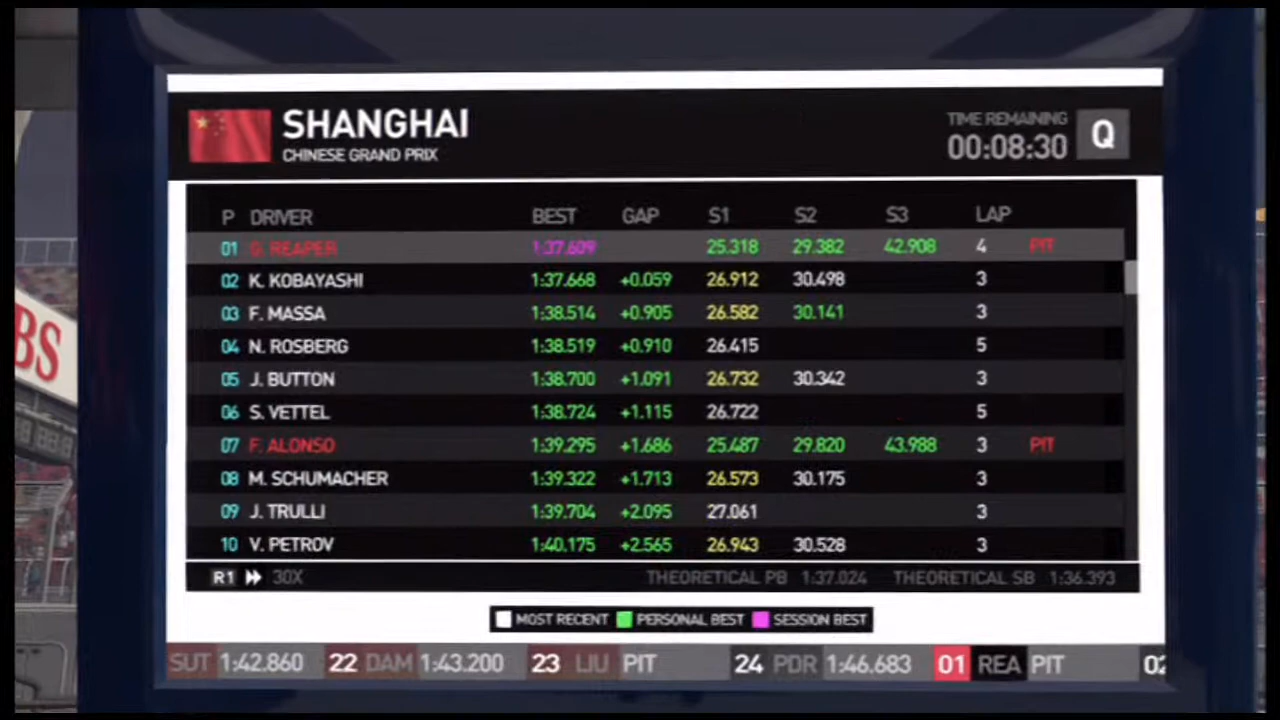 SHANGHAI
CHINESE GRAND PRIX
TIME REMAINING
00:08:30
Q
P DRIVER BEST GAP S1 S2 S3 LAP
01 G. REAPER 1:37.609 25.318 29.382 42.908 4 PIT
02 K. KOBAYASHI 1:37.668 +0.059 26.912 30.498 3
03 F. MASSA 1:38.514 +0.905 26.582 30.141 3
04 N. ROSBERG 1:38.519 +0.910 26.415 5
05 J. BUTTON 1:38.700 +1.091 26.732 30.342 3
06 S. VETTEL 1:38.724 +1.115 26.722 5
07 F. ALONSO 1:39.295 +1.686 25.487 29.820 43.988 3 PIT
08 M. SCHUMACHER 1:39.322 +1.713 26.573 30.175 3
09 J. TRULLI 1:39.704 +2.095 27.061 3
10 V. PETROV 1:40.175 +2.565 26.943 30.528 3
R1 30X THEORETICAL PB 1:37.024 THEORETICAL SB 1:36.393
MOST RECENT PERSONAL BEST SESSION BEST
SUT 1:42.860 22 DAM 1:43.200 23 LIU PIT 24 PDR 1:46.683 01 REA PIT 02
BS